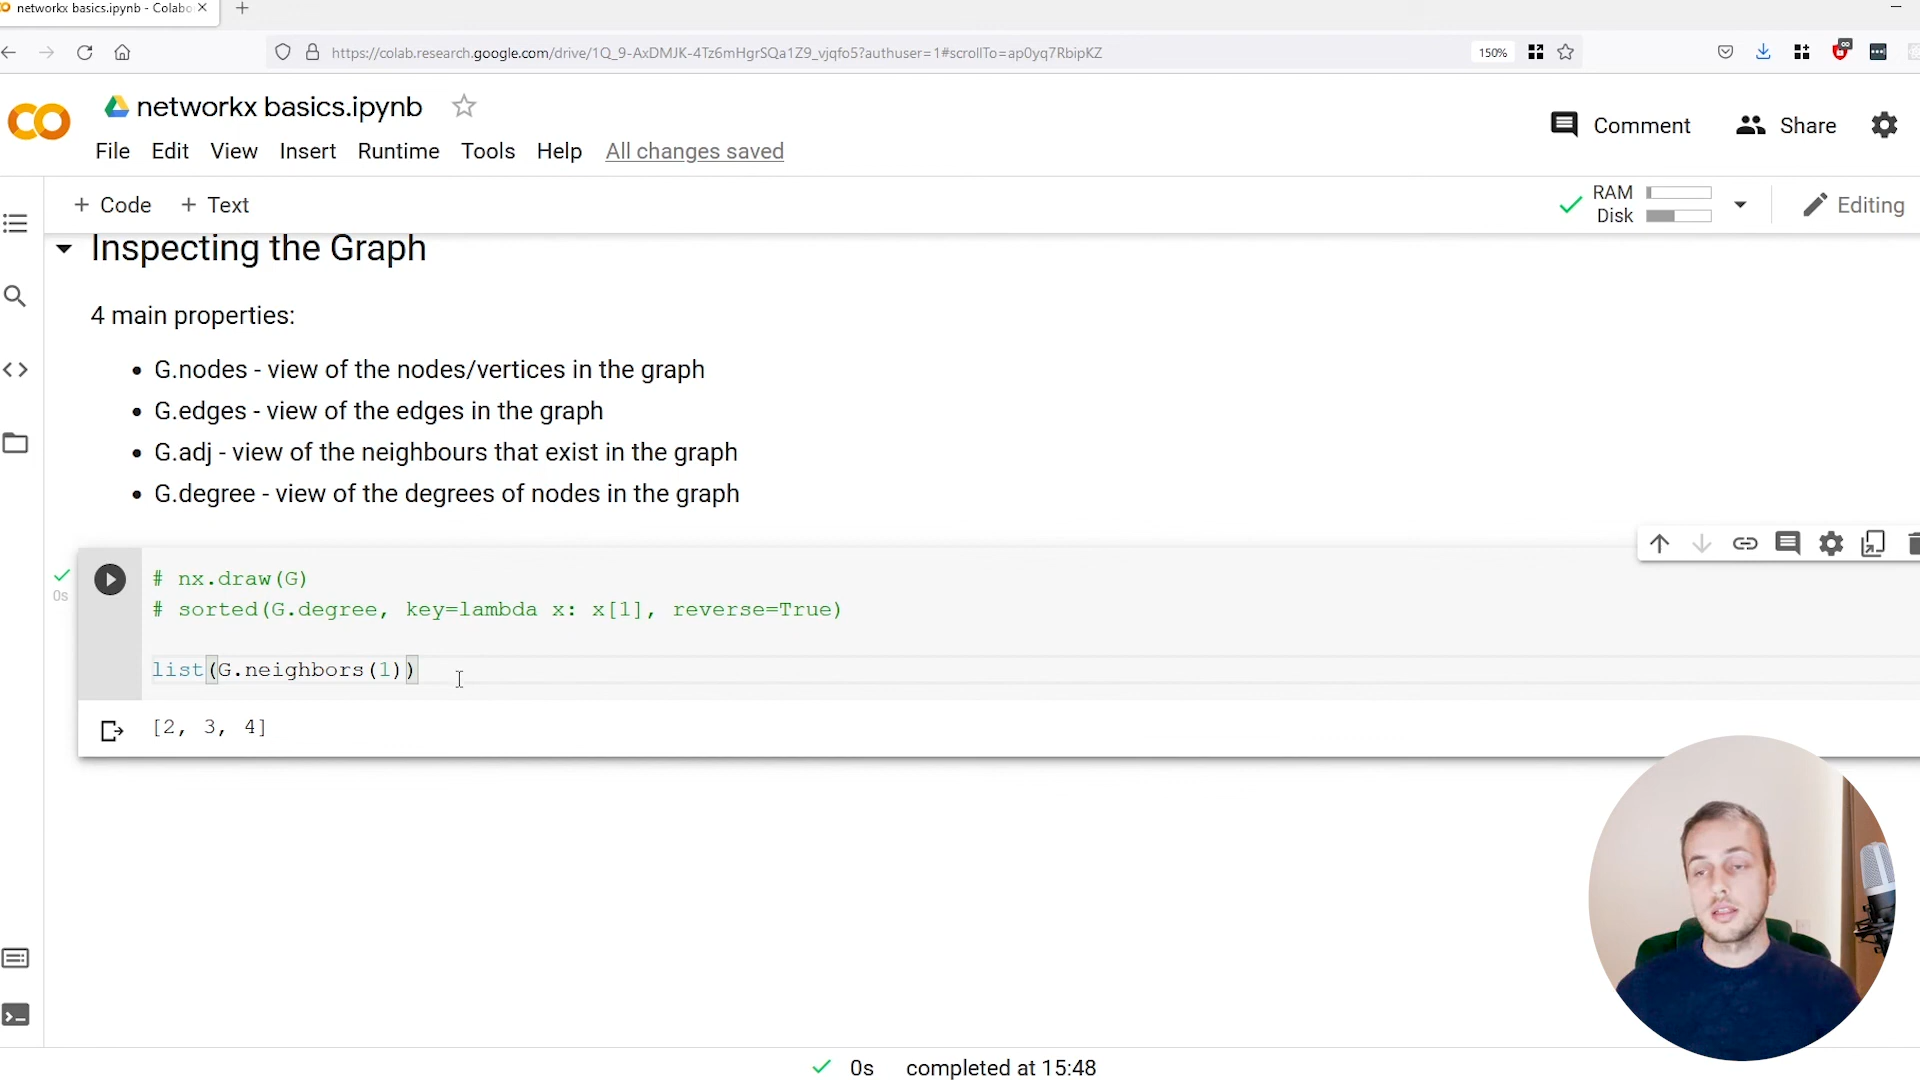 networkx basics.ipynb - Colabo
https://colab.research.google.com/drive/1Q_9-AxDMJK-4Tz6mHgrSQa1Z9_vjqfo5?authuser=1#scrollTo=ap0yq7RbipKZ
150%
networkx basics.ipynb
Comment
Share
File Edit View Insert Runtime Tools Help All changes saved
+ Code + Text
RAM
Disk
Editing
Inspecting the Graph
4 main properties:
• G.nodes - view of the nodes/vertices in the graph
• G.edges - view of the edges in the graph
• G.adj - view of the neighbours that exist in the graph
• G.degree - view of the degrees of nodes in the graph
0s
# nx.draw(G)
# sorted(G.degree, key=lambda x: x[1], reverse=True)
list(G.neighbors(1))
[2, 3, 4]
0s completed at 15:48